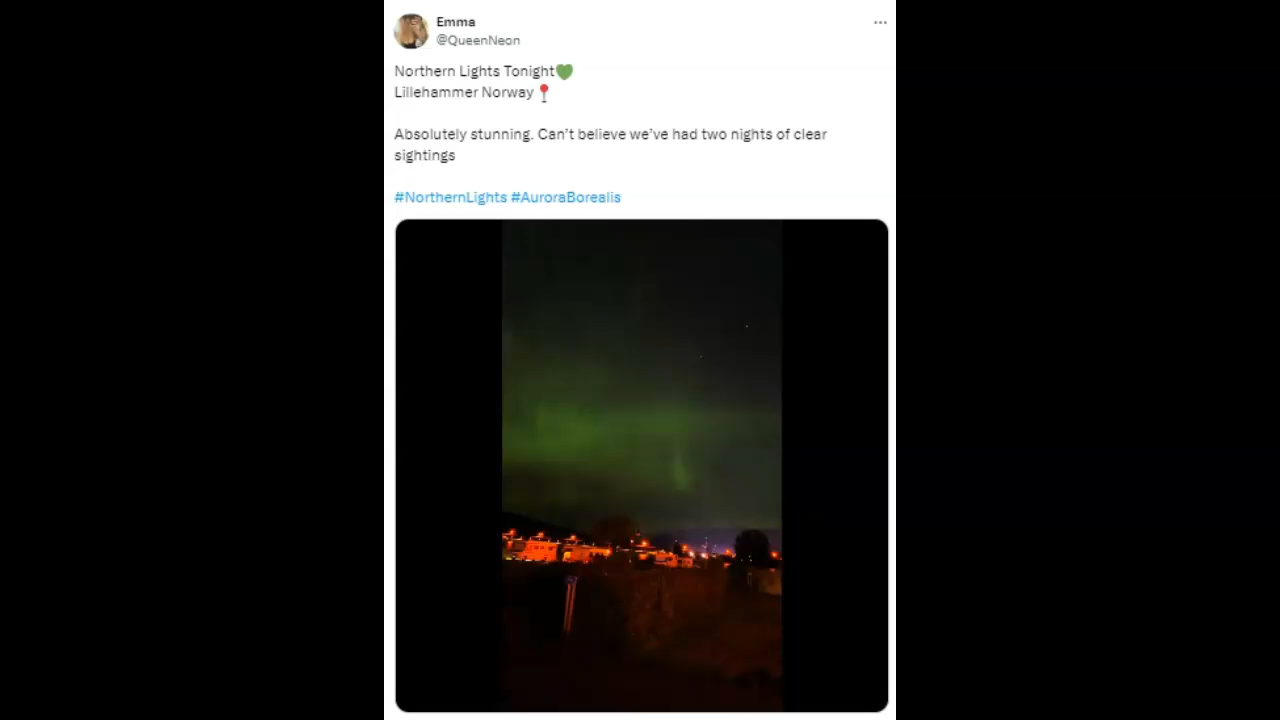 Emma
@QueenNeon
Northern Lights Tonight💚
Lillehammer Norway📍
Absolutely stunning. Can’t believe we’ve had two nights of clear
sightings
#NorthernLights #AuroraBorealis